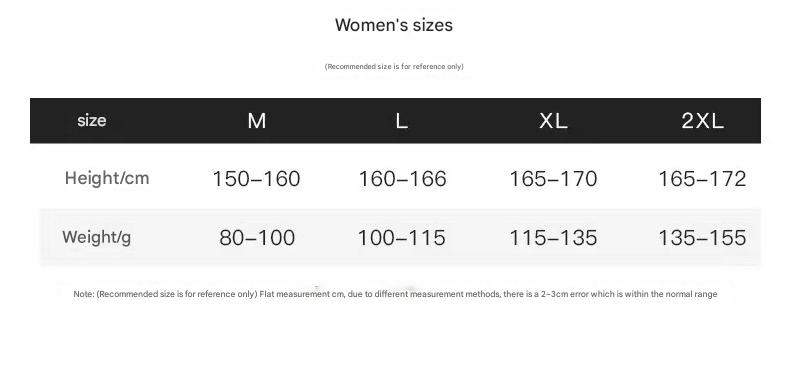 Women's sizes
(Recommended size is for reference only)
size M L XL 2XL
Height/cm 150–160 160–166 165–170 165–172
Weight/g 80–100 100–115 115–135 135–155
Note: (Recommended size is for reference only) Flat measurement cm, due to different measurement methods, there is a 2–3cm error which is within the normal range